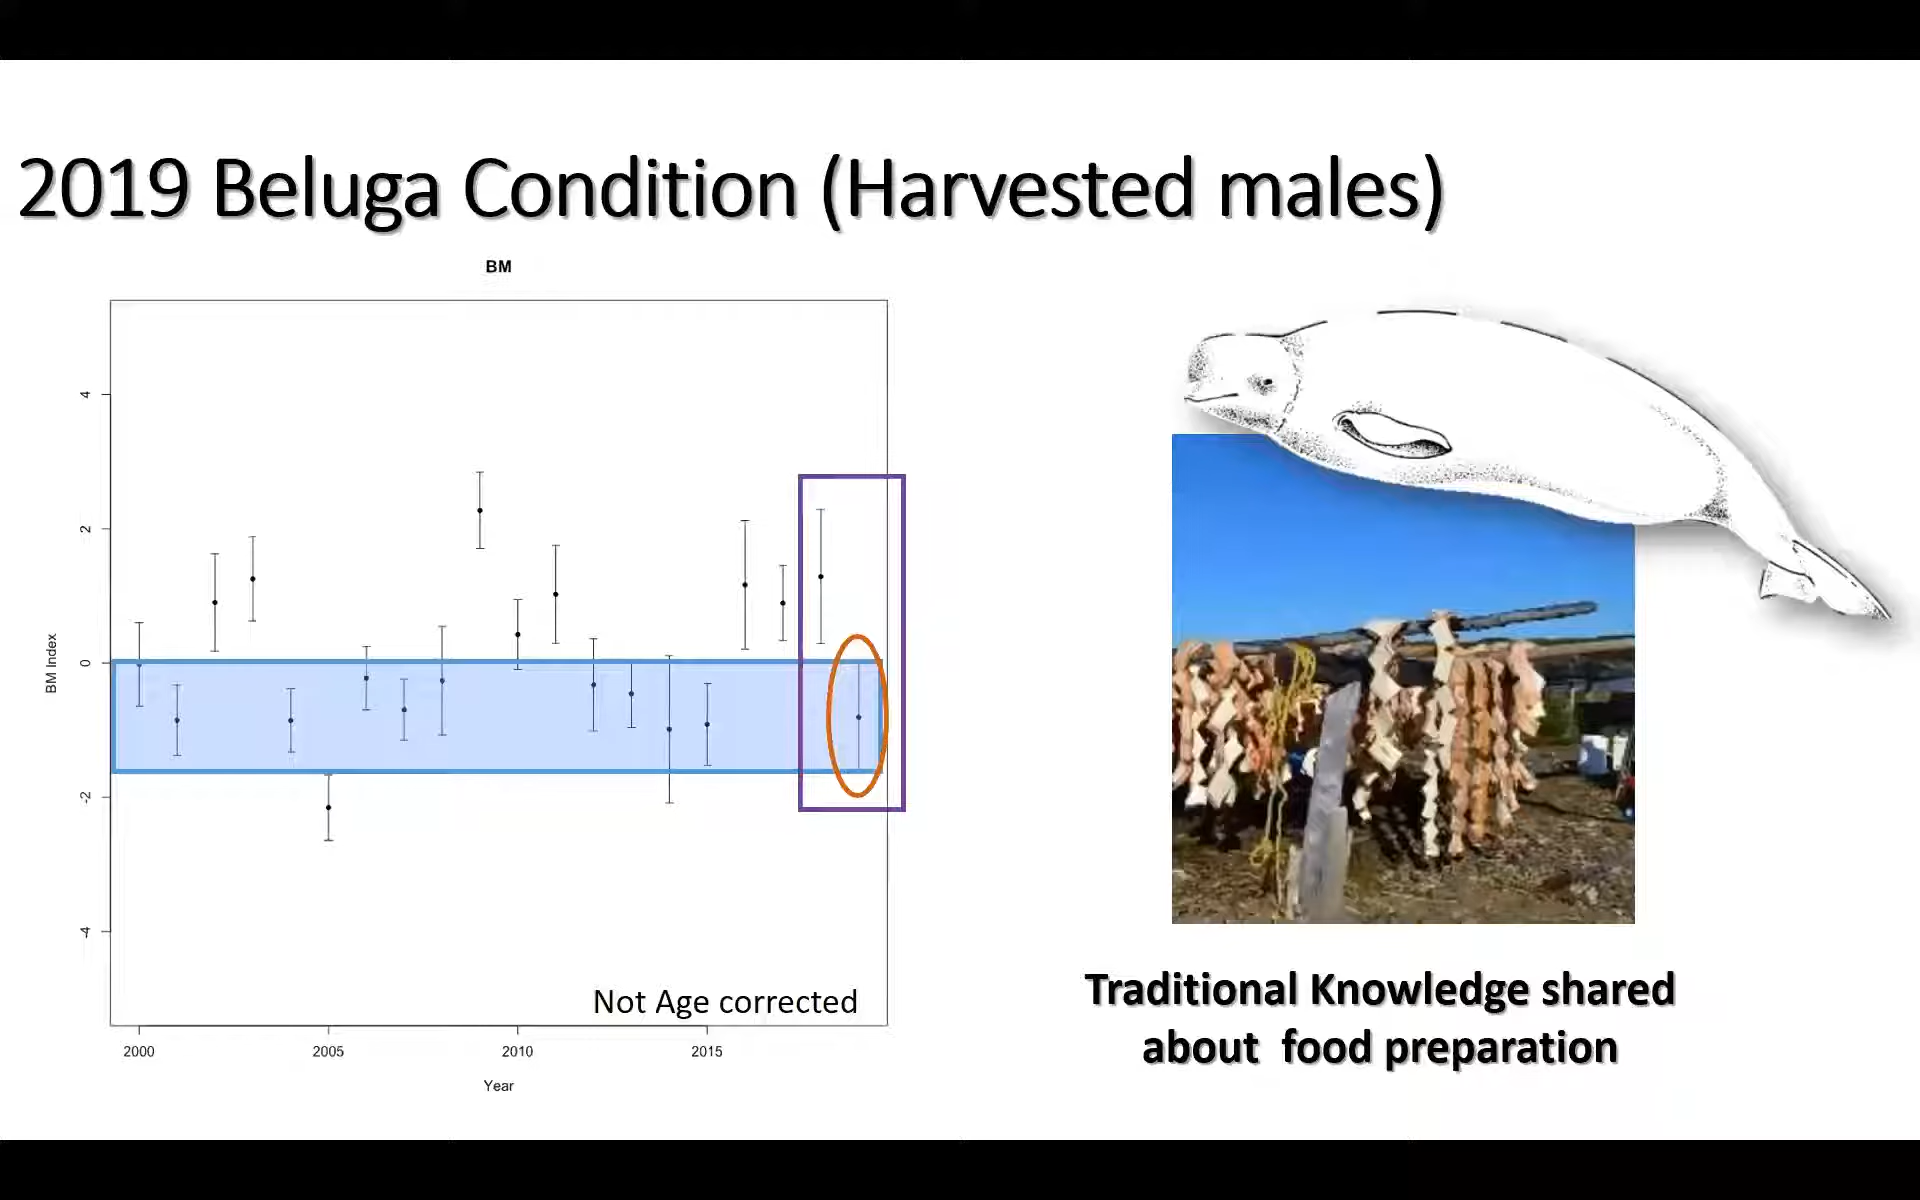 2019 Beluga Condition (Harvested males)
BM
4
2
0
-2
-4
BM Index
Not Age corrected
2000 2005 2010 2015
Year
Traditional Knowledge shared
about food preparation